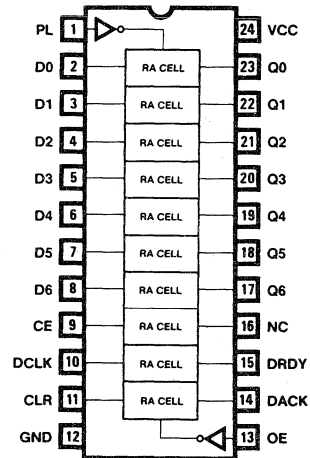 PL 1 24 VCC
D0 2 RA CELL 23 Q0
D1 3 RA CELL 22 Q1
D2 4 RA CELL 21 Q2
D3 5 RA CELL 20 Q3
D4 6 RA CELL 19 Q4
D5 7 RA CELL 18 Q5
D6 8 RA CELL 17 Q6
CE 9 RA CELL 16 NC
DCLK 10 RA CELL 15 DRDY
CLR 11 RA CELL 14 DACK
GND 12 13 OE